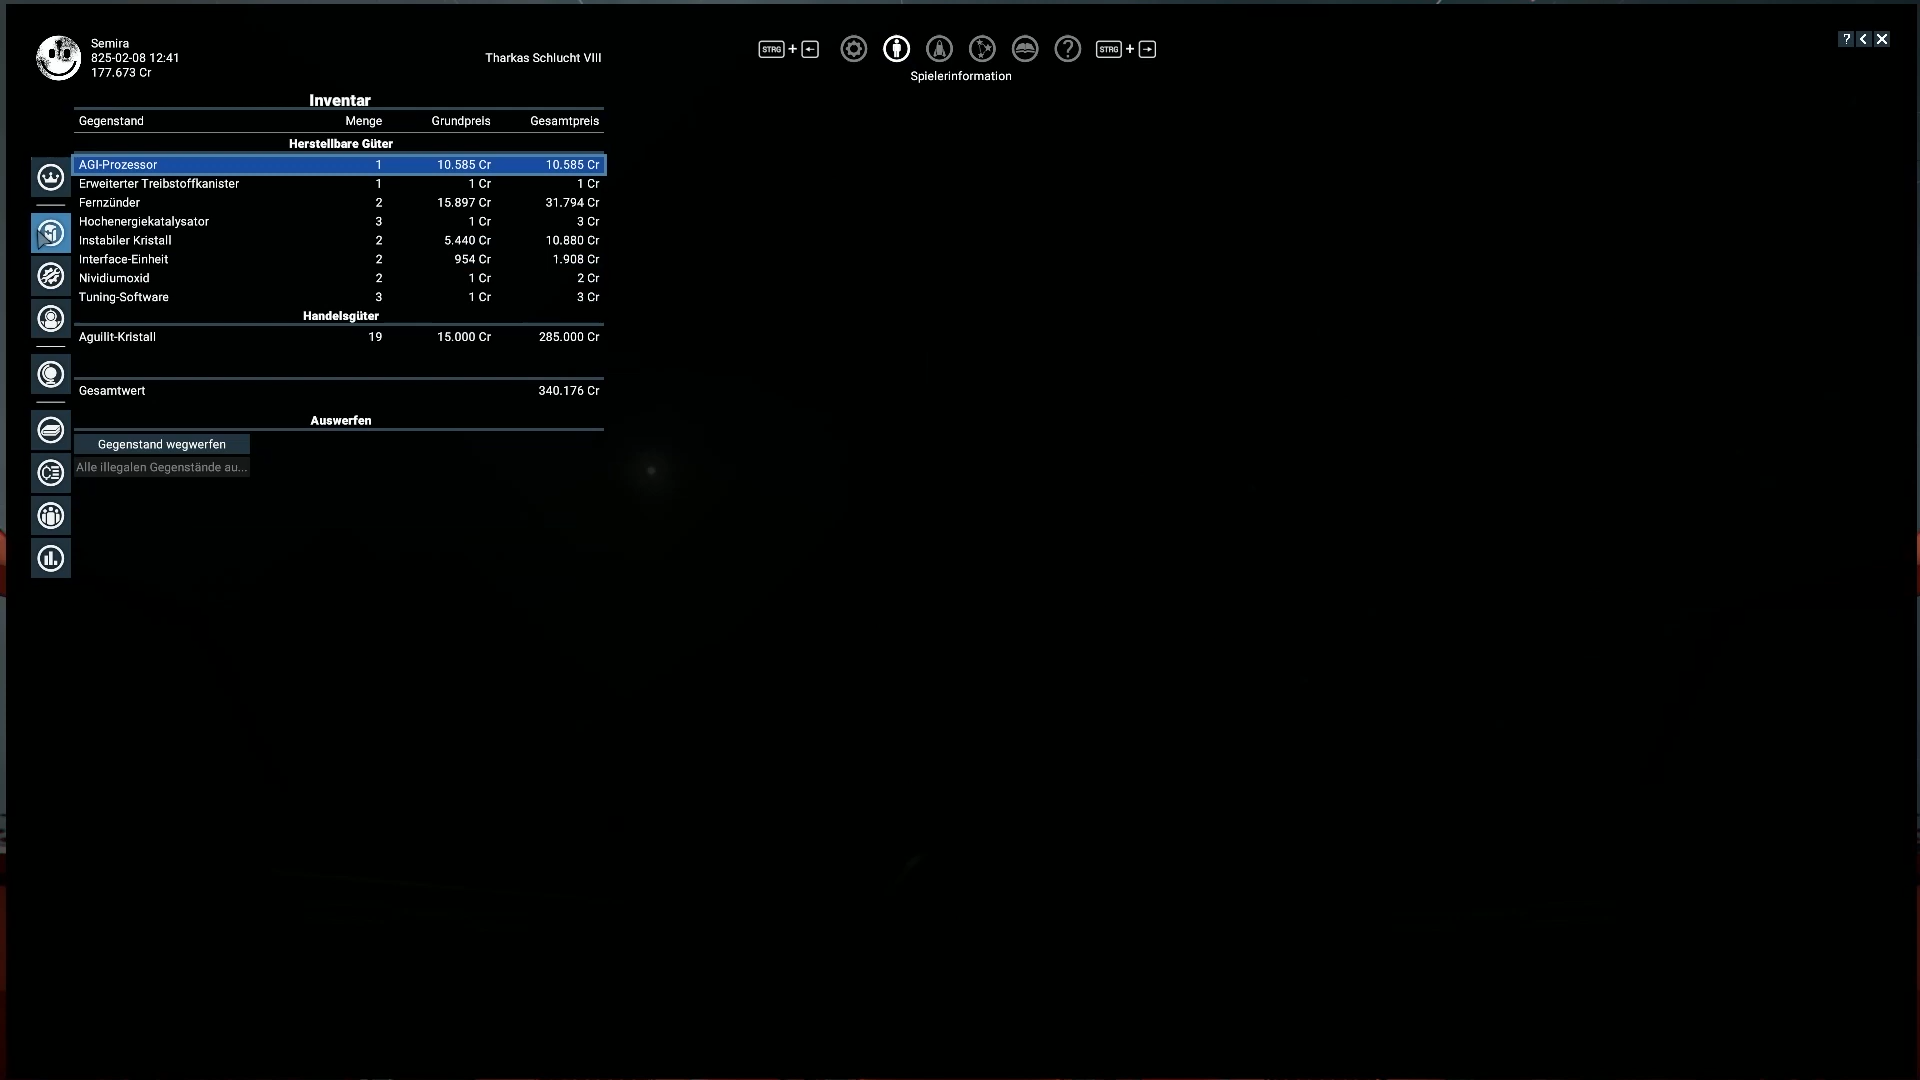 Semira
825-02-08 12:41
177.673 Cr
Tharkas Schlucht VIII
STRG + ←
STRG + →
Spielerinformation
? < X
Inventar
Gegenstand Menge Grundpreis Gesamtpreis
Herstellbare Güter
AGI-Prozessor 1 10.585 Cr 10.585 Cr
Erweiterter Treibstoffkanister 1 1 Cr 1 Cr
Fernzünder 2 15.897 Cr 31.794 Cr
Hochenergiekatalysator 3 1 Cr 3 Cr
Instabiler Kristall 2 5.440 Cr 10.880 Cr
Interface-Einheit 2 954 Cr 1.908 Cr
Nividiumoxid 2 1 Cr 2 Cr
Tuning-Software 3 1 Cr 3 Cr
Handelsgüter
Aguilit-Kristall 19 15.000 Cr 285.000 Cr
Gesamtwert 340.176 Cr
Auswerfen
Gegenstand wegwerfen
Alle illegalen Gegenstände au...